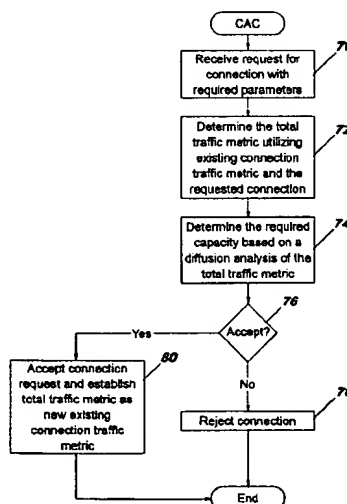 CAC
Receive request for
connection with
required parameters
Determine the total
traffic metric utilizing
existing connection
traffic metric and the
requested connection
74
Determine the required
capacity based on a
diffusion analysis of the
total traffic metric
76
Accept?
Yes
80
Accept connection
request and establish
total traffic metric as
new existing
connection traffic
metric
No
Reject connection
End